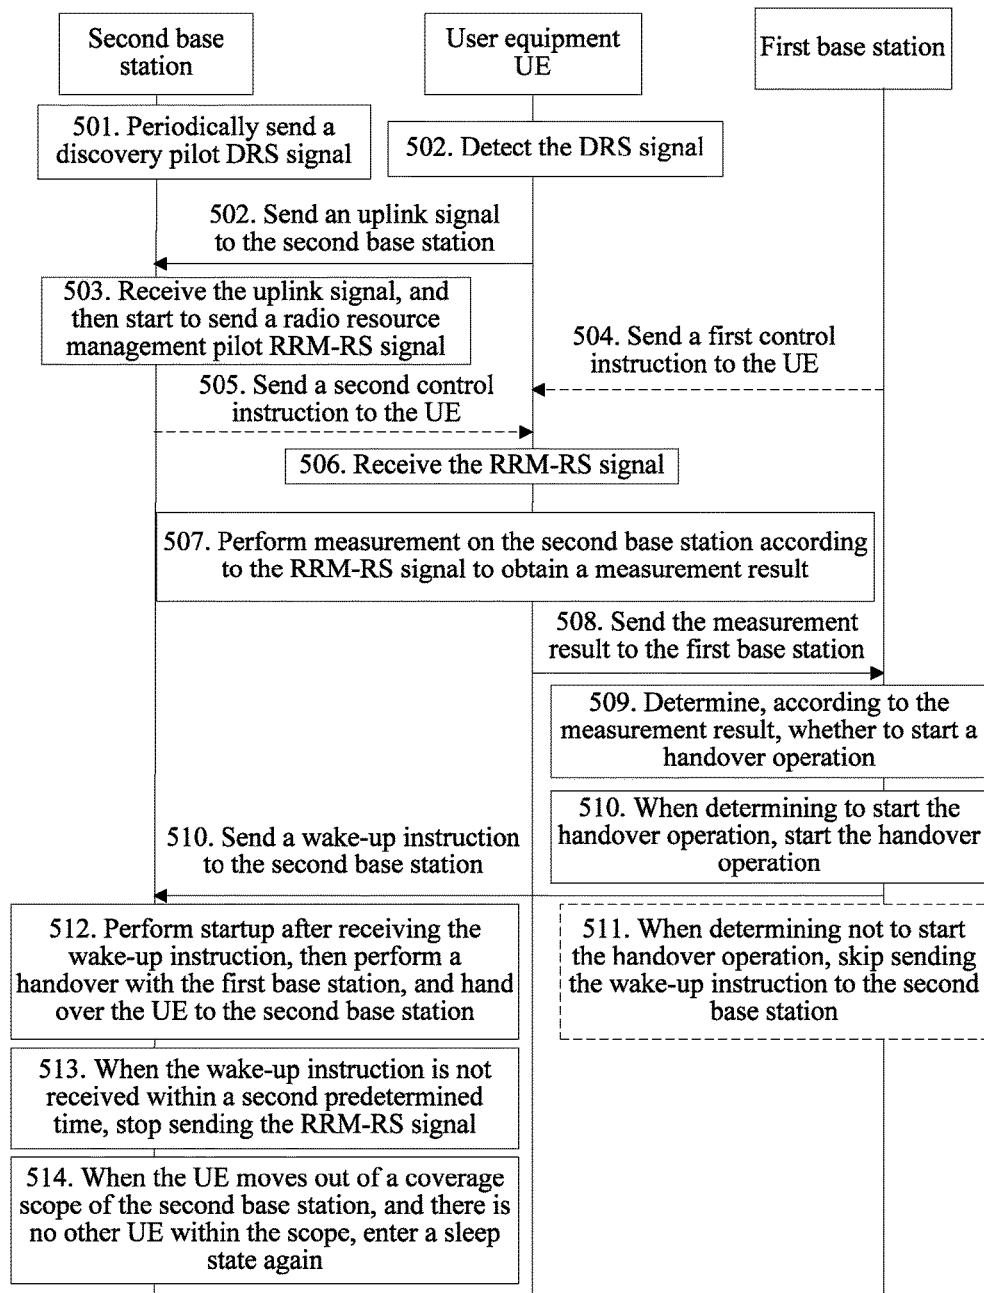 Second base
station
User equipment
UE
First base station
501. Periodically send a
discovery pilot DRS signal
502. Detect the DRS signal
502. Send an uplink signal
to the second base station
503. Receive the uplink signal, and
then start to send a radio resource
management pilot RRM-RS signal
504. Send a first control
instruction to the UE
505. Send a second control
instruction to the UE
506. Receive the RRM-RS signal
507. Perform measurement on the second base station according
to the RRM-RS signal to obtain a measurement result
508. Send the measurement
result to the first base station
509. Determine, according to the
measurement result, whether to start a
handover operation
510. When determining to start the
handover operation, start the handover
operation
510. Send a wake-up instruction
to the second base station
512. Perform startup after receiving the
wake-up instruction, then perform a
handover with the first base station, and hand
over the UE to the second base station
511. When determining not to start
the handover operation, skip sending
the wake-up instruction to the second
base station
513. When the wake-up instruction is not
received within a second predetermined
time, stop sending the RRM-RS signal
514. When the UE moves out of a coverage
scope of the second base station, and there is
no other UE within the scope, enter a sleep
state again